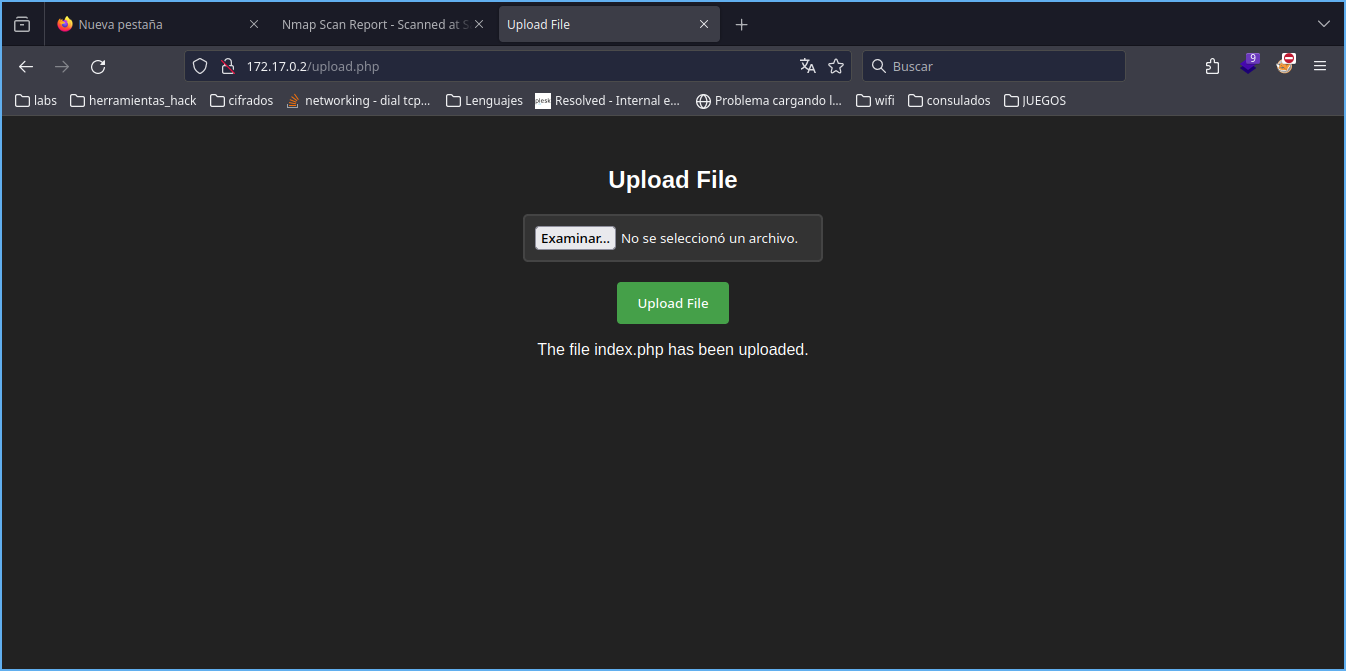 Nueva pestaña
Nmap Scan Report - Scanned at S
Upload File
172.17.0.2/upload.php
Buscar
9
labs
herramientas_hack
cifrados
networking - dial tcp...
Lenguajes
plesk
Resolved - Internal e...
Problema cargando l...
wifi
consulados
JUEGOS
Upload File
Examinar... No se seleccionó un archivo.
Upload File
The file index.php has been uploaded.